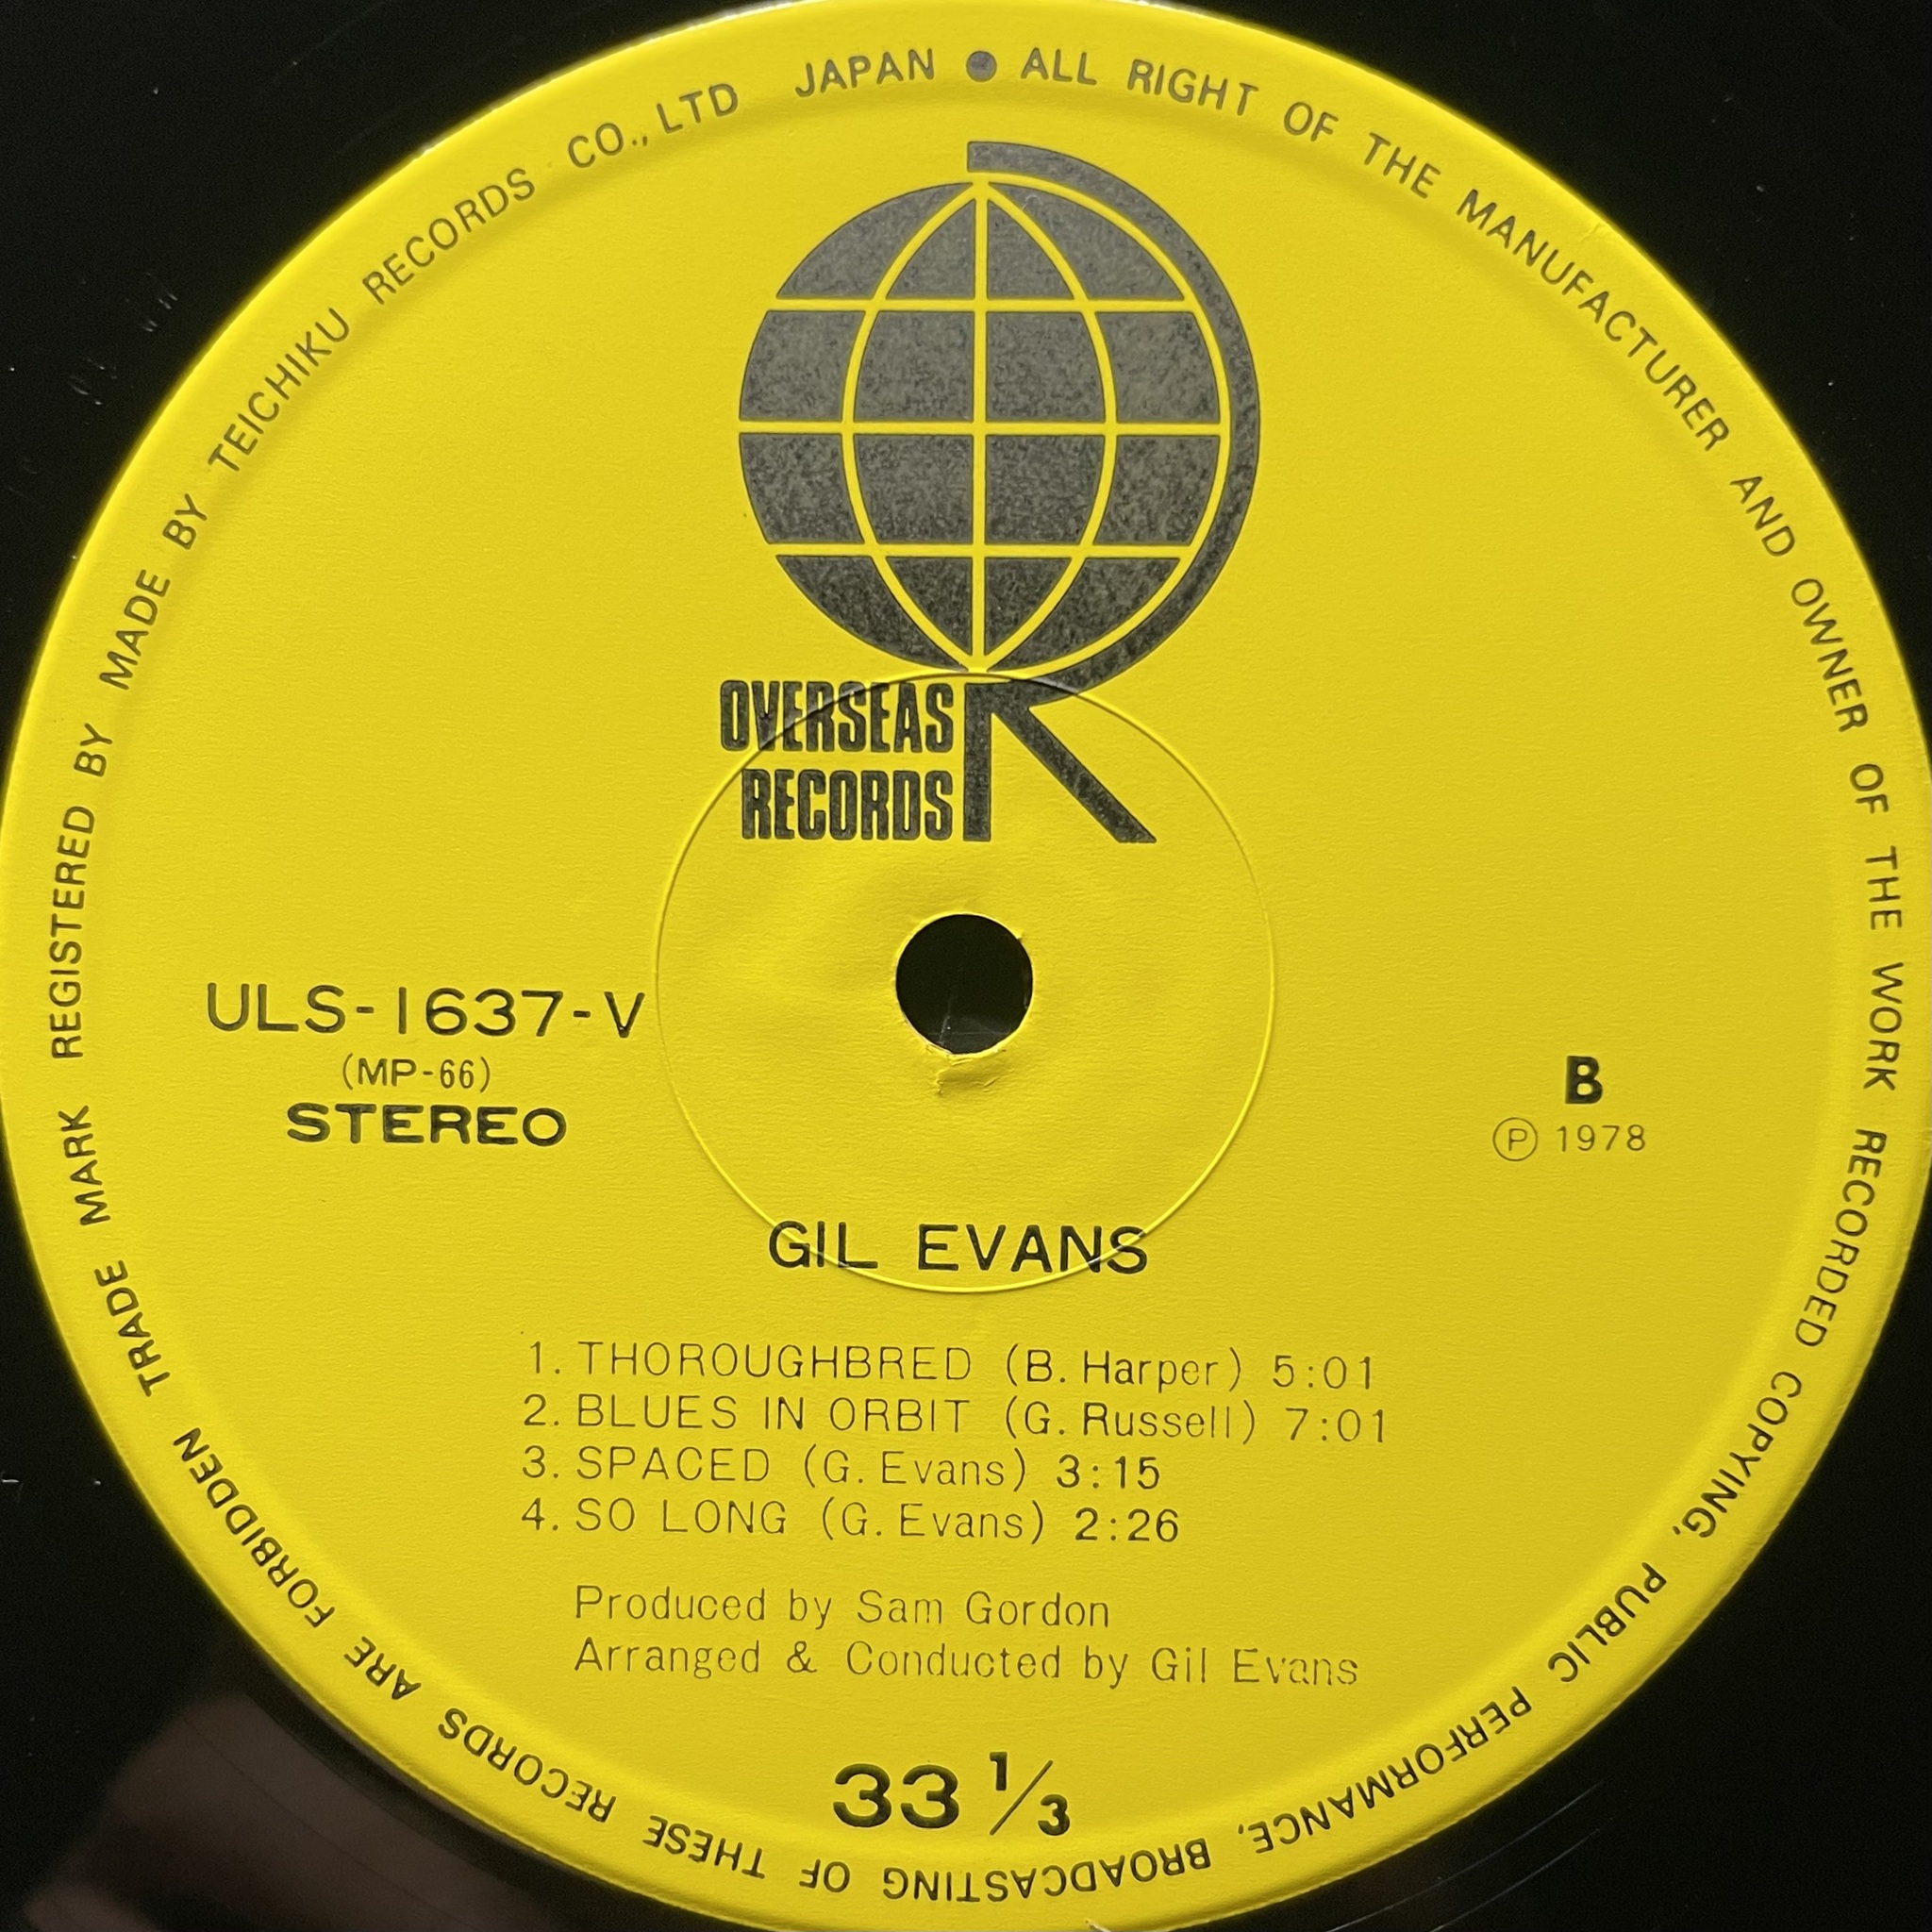 ALL RIGHT OF THE MANUFACTURER AND OWNER OF THE WORK RECORDED COPYING, PUBLIC PERFORMANCE, BROADCASTING OF THESE RECORDS ARE FORBIDDEN TRADE MARK REGISTERED BY MADE BY TEICHIKU RECORDS CO., LTD JAPAN ●
OVERSEAS
RECORDS
R
ULS-1637-V
(MP-66)
STEREO
B
Ⓟ 1978
GIL EVANS
1. THOROUGHBRED (B. Harper) 5:01
2. BLUES IN ORBIT (G. Russell) 7:01
3. SPACED (G. Evans) 3:15
4. SO LONG (G. Evans) 2:26
Produced by Sam Gordon
Arranged & Conducted by Gil Evans
33 1/3